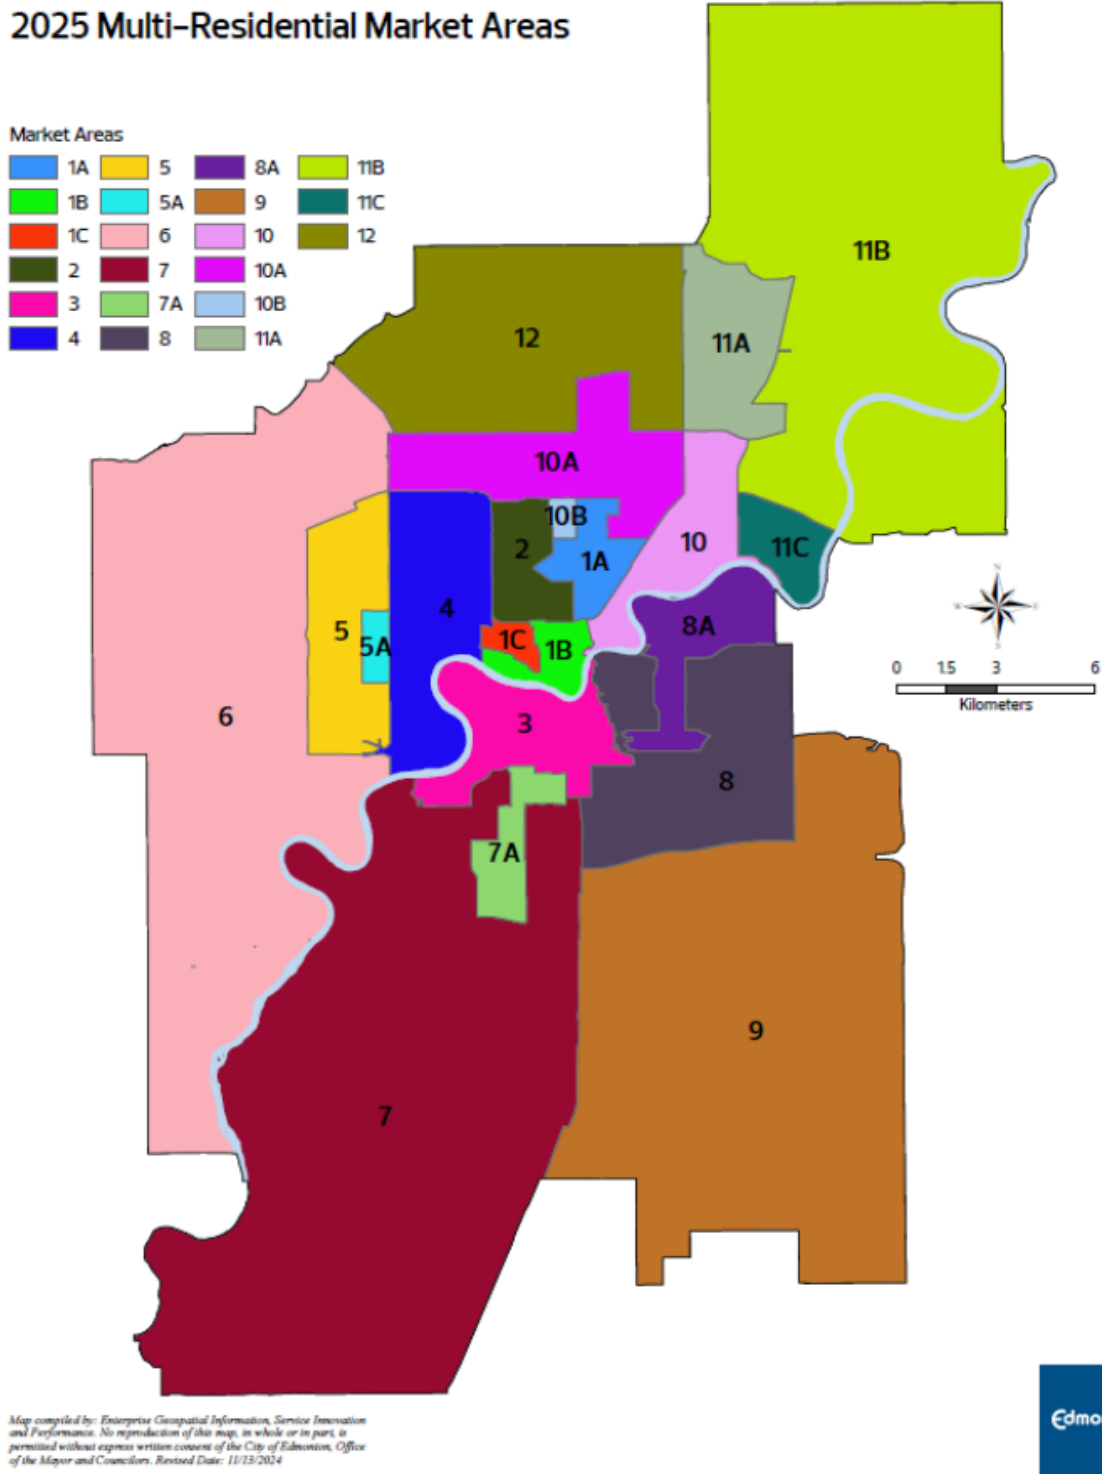 2025 Multi-Residential Market Areas
Market Areas
1A 5 8A 11B
1B 5A 9 11C
1C 6 10 12
2 7 10A
3 7A 10B
4 8 11A
11B
12
11A
10A
10B
2
10
11C
1A
4
5
5A
1C
1B
8A
6
3
8
7A
9
7
N
W E
S
0 1.5 3 6
Kilometers
Map compiled by: Enterprise Geospatial Information, Service Innovation
and Performance. No reproduction of this map, in whole or in part, is
permitted without express written consent of the City of Edmonton, Office
of the Mayor and Councilors. Revised Date: 11/13/2024
Edmo